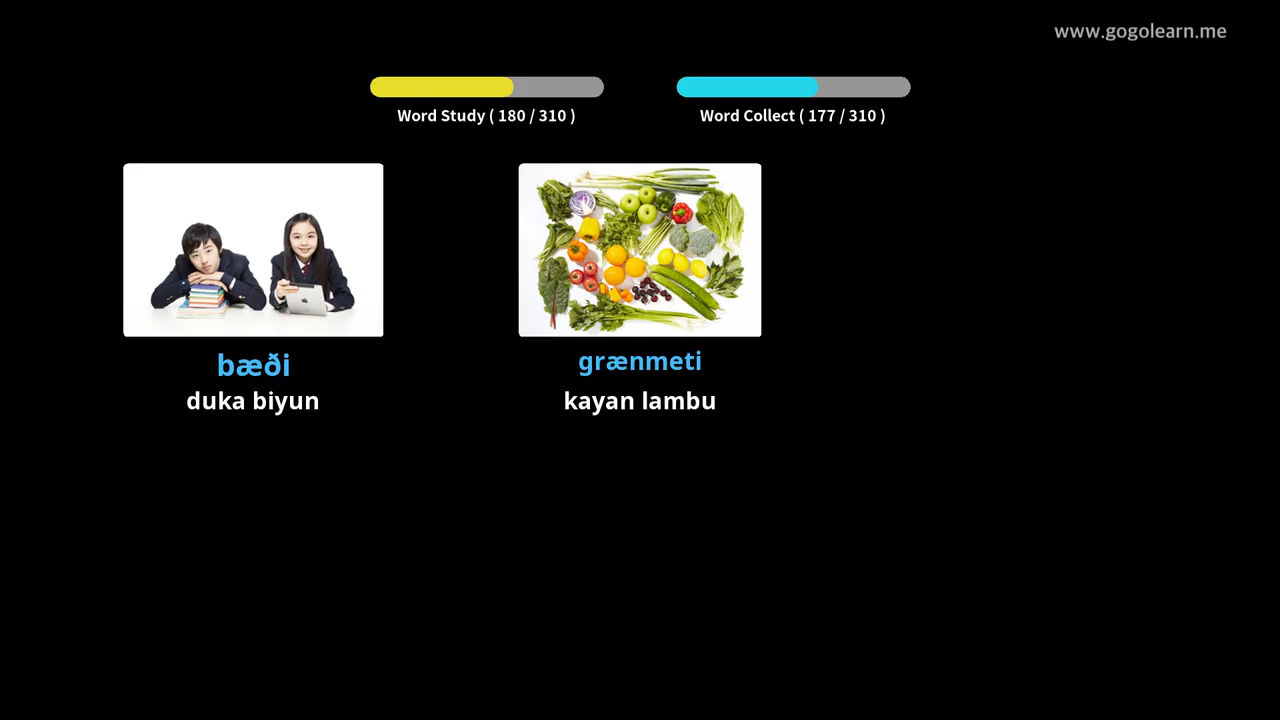 www.gogolearn.me
Word Study ( 180 / 310 )
Word Collect ( 177 / 310 )
bæði
duka biyun
grænmeti
kayan lambu